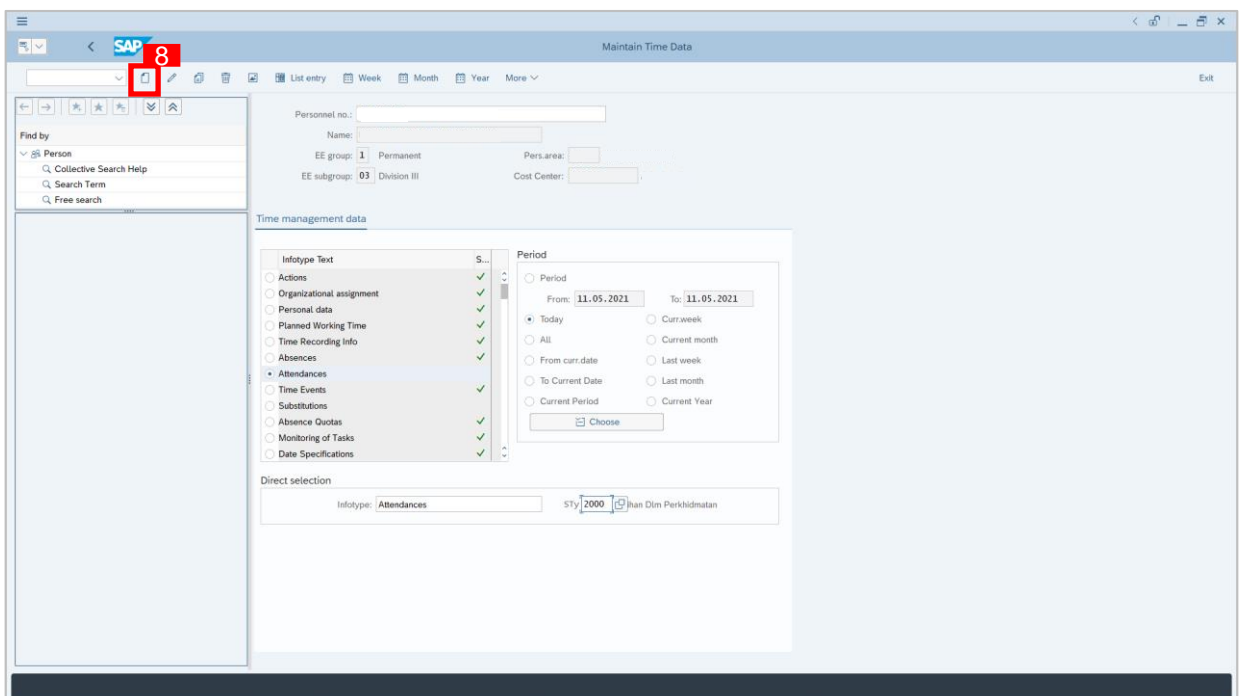 SAP
8
Maintain Time Data
List entry Week Month Year More Exit
Personnel no.:
Find by
Name:
Person
EE group: 1 Permanent Pers.area:
Collective Search Help
EE subgroup: 03 Division III Cost Center:
Search Term
Free search
Time management data
Infotype Text S...
Actions
Organizational assignment
Personal data
Planned Working Time
Time Recording Info
Absences
Attendances
Time Events
Substitutions
Absence Quotas
Monitoring of Tasks
Date Specifications
Period
Period
From: 11.05.2021 To: 11.05.2021
Today Curr.week
All Current month
From curr.date Last week
To Current Date Last month
Current Period Current Year
Choose
Direct selection
Infotype: Attendances STy 2000 ihan Dlm Perkhidmatan